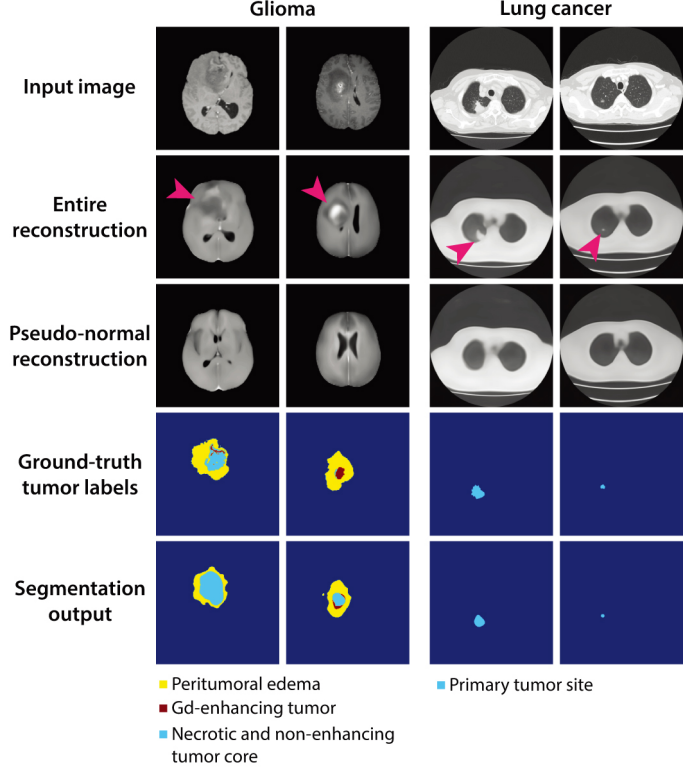 Glioma
Lung cancer
Input image
Entire
reconstruction
Pseudo-normal
reconstruction
Ground-truth
tumor labels
Segmentation
output
Peritumoral edema
Gd-enhancing tumor
Necrotic and non-enhancing
tumor core
Primary tumor site